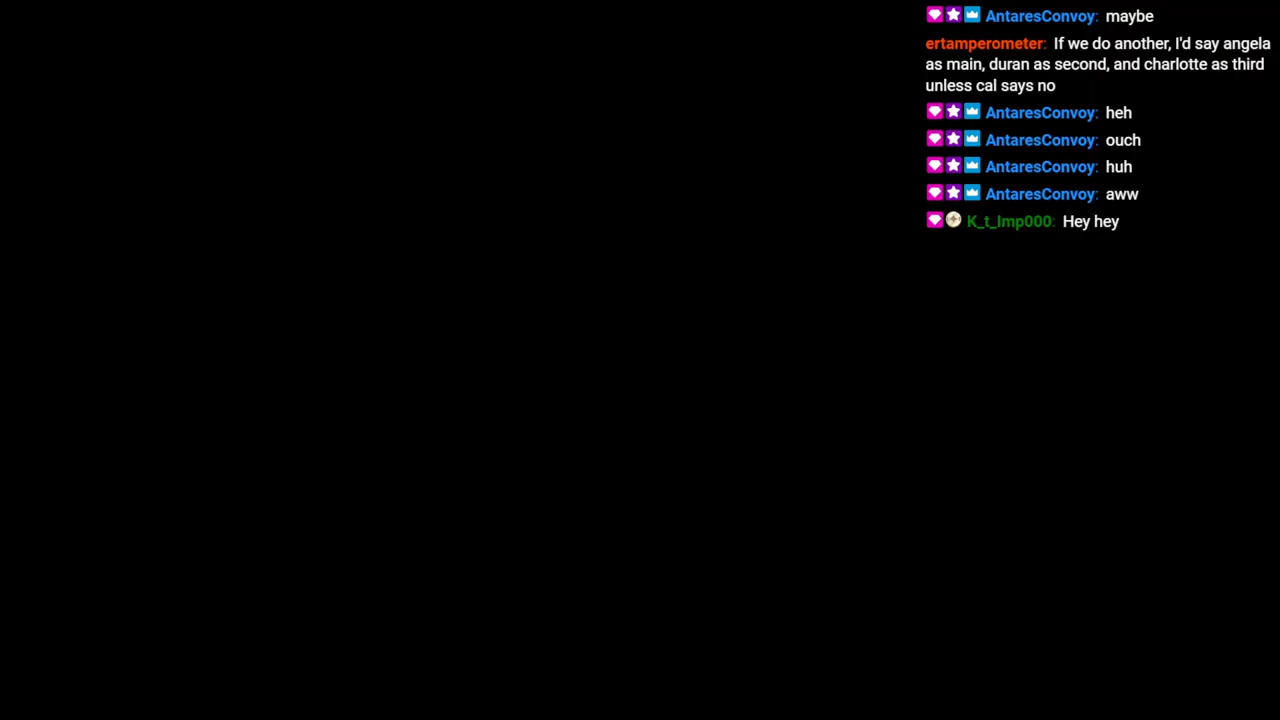 AntaresConvoy: maybe
ertamperometer: If we do another, I'd say angela
as main, duran as second, and charlotte as third
unless cal says no
AntaresConvoy: heh
AntaresConvoy: ouch
AntaresConvoy: huh
AntaresConvoy: aww
K_t_Imp000: Hey hey